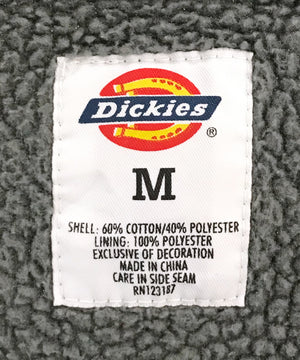 Dickies
®
M
SHELL: 60% COTTON/40% POLYESTER
LINING: 100% POLYESTER
EXCLUSIVE OF DECORATION
MADE IN CHINA
CARE IN SIDE SEAM
RN123187